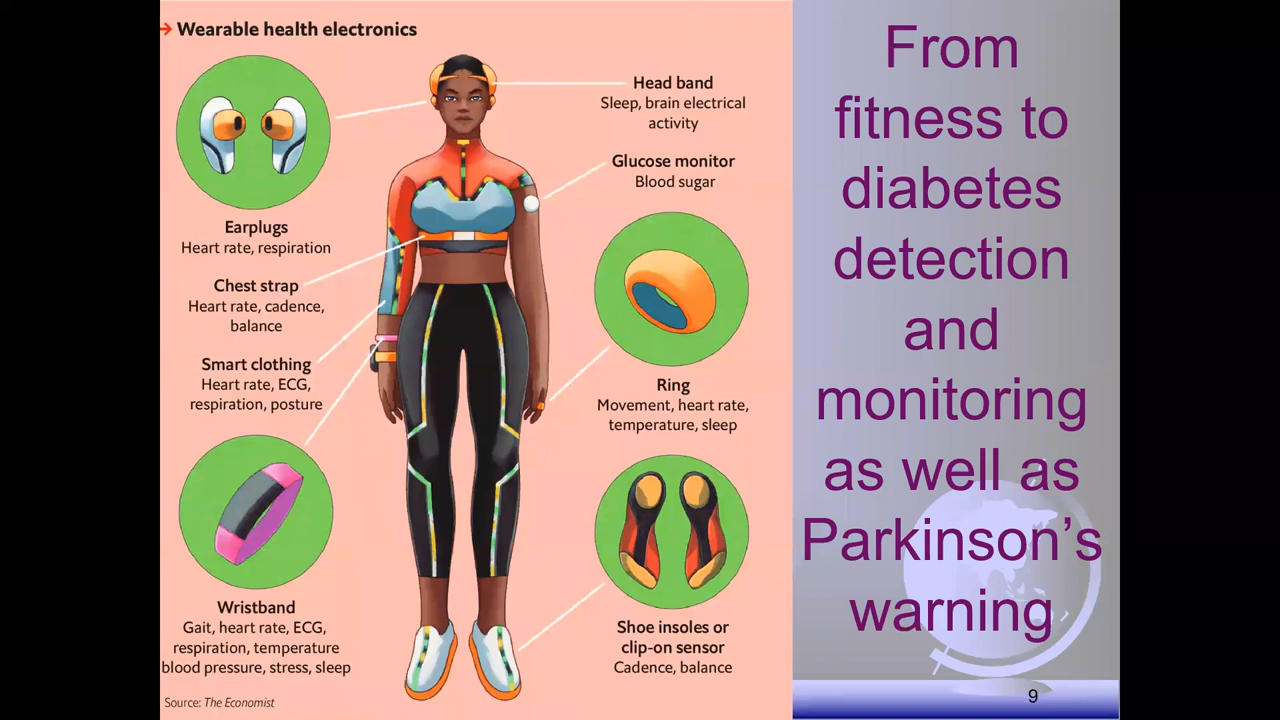 Wearable health electronics
Earplugs
Heart rate, respiration
Chest strap
Heart rate, cadence,
balance
Smart clothing
Heart rate, ECG,
respiration, posture
Wristband
Gait, heart rate, ECG,
respiration, temperature
blood pressure, stress, sleep
Source: The Economist
Head band
Sleep, brain electrical
activity
Glucose monitor
Blood sugar
Ring
Movement, heart rate,
temperature, sleep
Shoe insoles or
clip-on sensor
Cadence, balance
From
fitness to
diabetes
detection
and
monitoring
as well as
Parkinson’s
warning
9